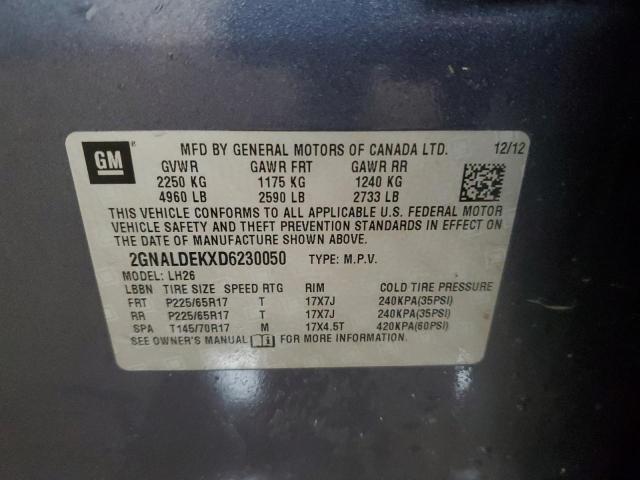 GM
MFD BY GENERAL MOTORS OF CANADA LTD. 12/12
GVWR GAWR FRT GAWR RR
2250 KG 1175 KG 1240 KG
4960 LB 2590 LB 2733 LB
THIS VEHICLE CONFORMS TO ALL APPLICABLE U.S. FEDERAL MOTOR
VEHICLE SAFETY AND THEFT PREVENTION STANDARDS IN EFFECT
ON THE DATE OF MANUFACTURE SHOWN ABOVE.
2GNALDEKXD6230050 TYPE: M.P.V.
MODEL: LH26
LBBN TIRE SIZE SPEED RTG RIM COLD TIRE PRESSURE
FRT P225/65R17 T 17X7J 240KPA(35PSI)
RR P225/65R17 T 17X7J 240KPA(35PSI)
SPA T145/70R17 M 17X4.5T 420KPA(60PSI)
SEE OWNER'S MANUAL FOR MORE INFORMATION.